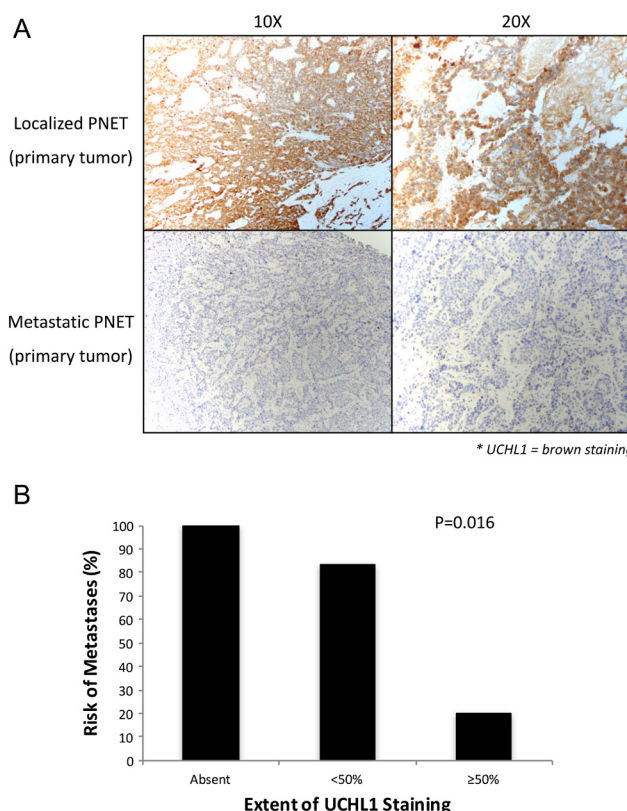 A
10X
20X
Localized PNET
(primary tumor)
Metastatic PNET
(primary tumor)
* UCHL1 = brown staining
B
P=0.016
Risk of Metastases (%)
100
90
80
70
60
50
40
30
20
10
0
Absent
<50%
≥50%
Extent of UCHL1 Staining